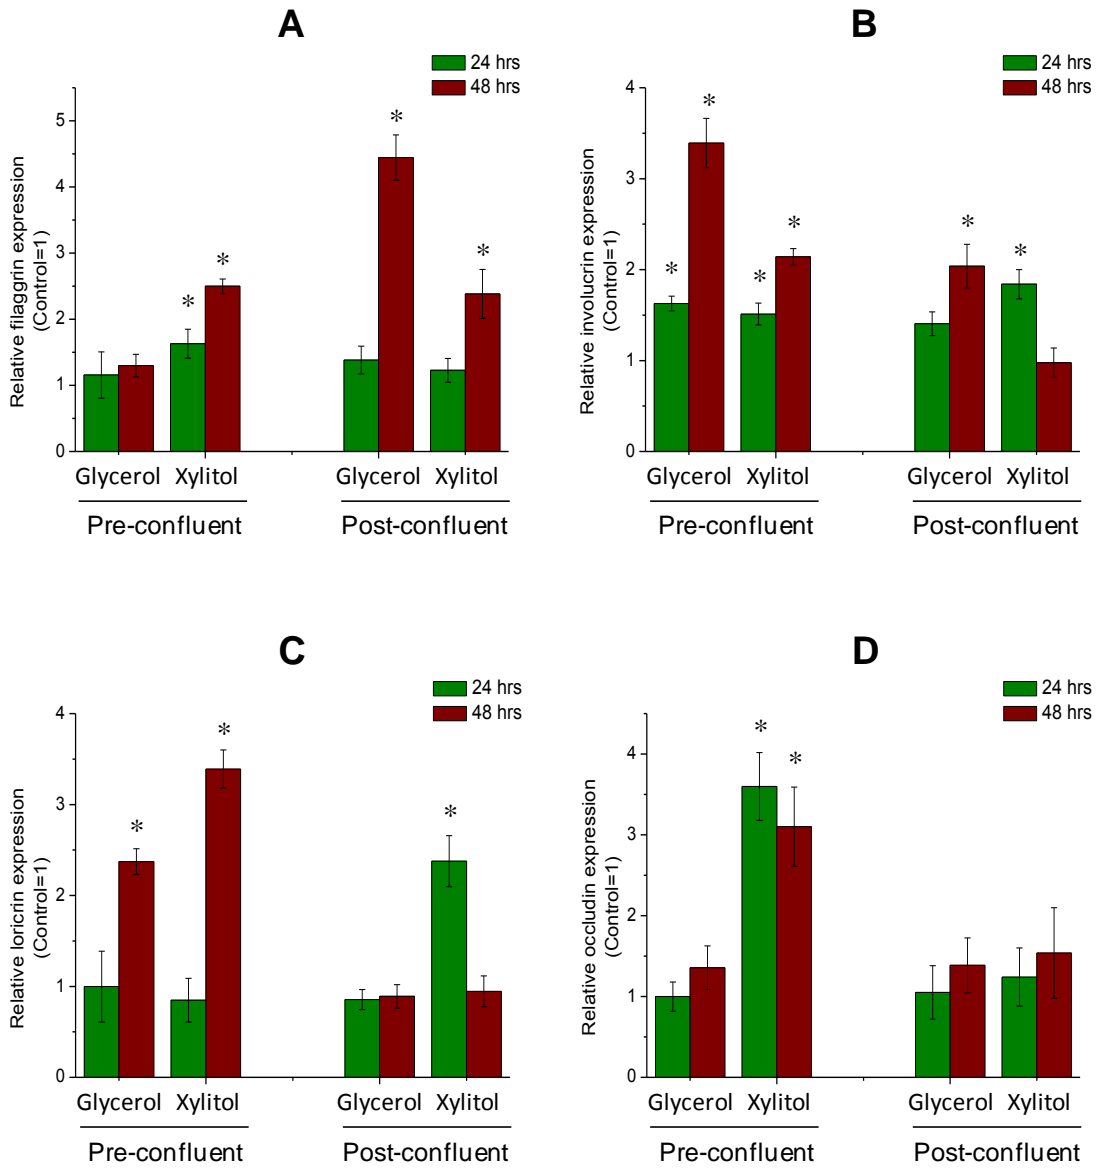 A
24 hrs
48 hrs
Relative filaggrin expression
(Control=1)
5
4
3
2
1
0
* * * *
Glycerol Xylitol Glycerol Xylitol
Pre-confluent Post-confluent
B
24 hrs
48 hrs
Relative involucrin expression
(Control=1)
4
3
2
1
0
* * * * * *
Glycerol Xylitol Glycerol Xylitol
Pre-confluent Post-confluent
C
24 hrs
48 hrs
Relative loricrin expression
(Control=1)
4
3
2
1
0
* * *
Glycerol Xylitol Glycerol Xylitol
Pre-confluent Post-confluent
D
24 hrs
48 hrs
Relative occludin expression
(Control=1)
4
3
2
1
0
* *
Glycerol Xylitol Glycerol Xylitol
Pre-confluent Post-confluent